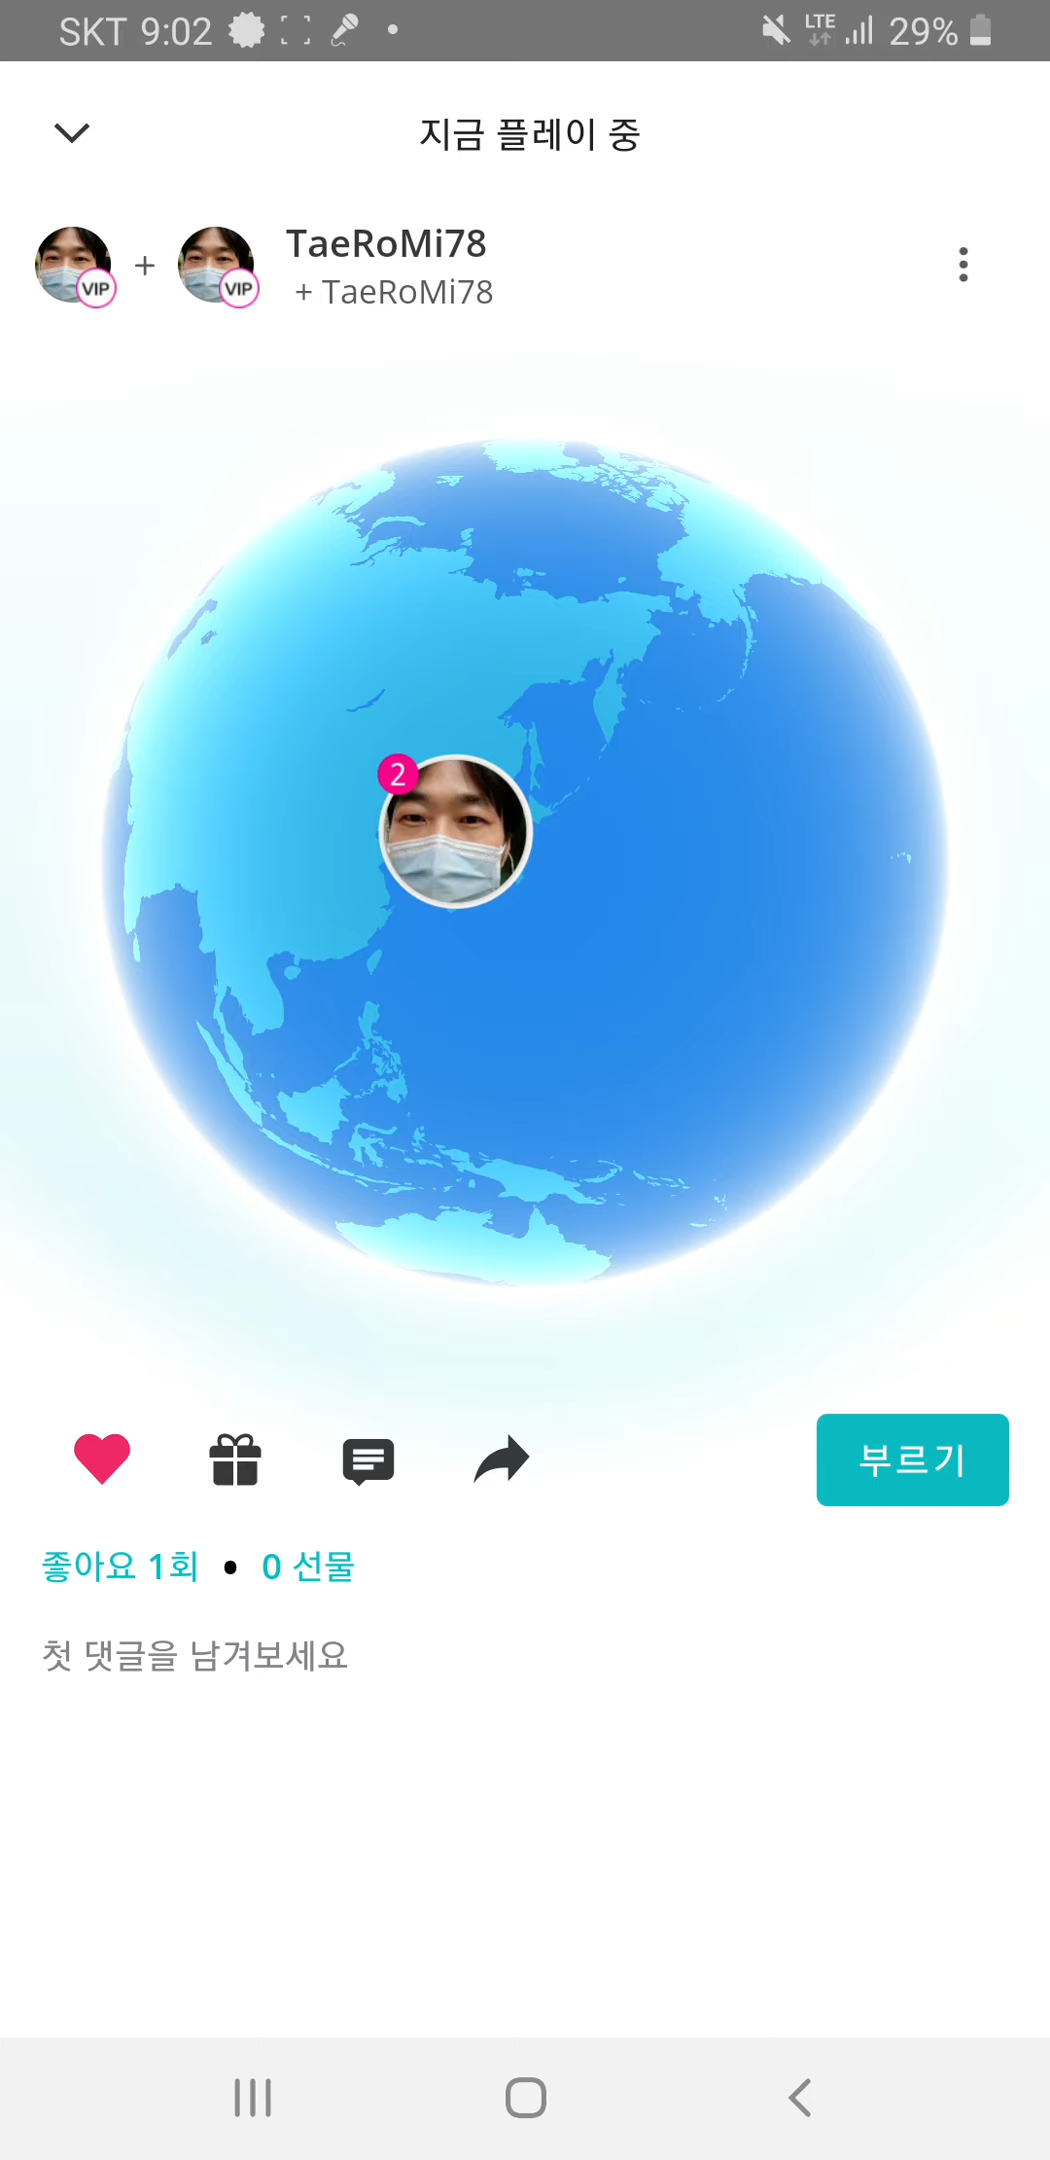 SKT 9:02 LTE 29%
지금 플레이 중
VIP + VIP TaeRoMi78
+ TaeRoMi78
2
부르기
좋아요 1회 • 0 선물
첫 댓글을 남겨보세요